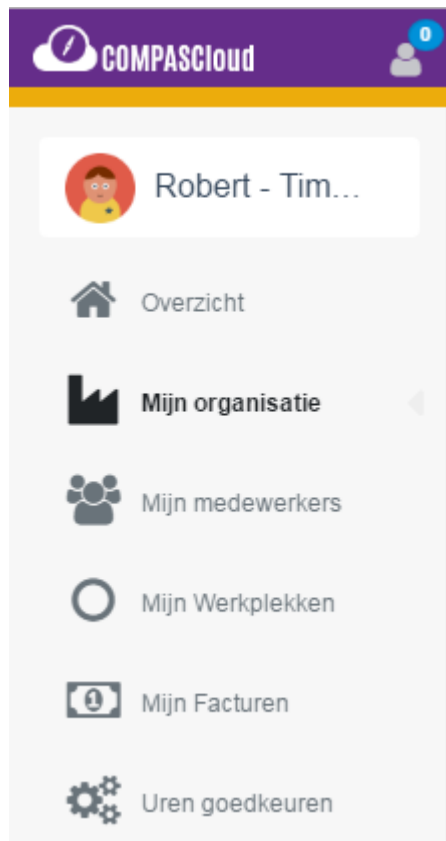 COMPASCloud
0
Robert - Tim...
Overzicht
Mijn organisatie
Mijn medewerkers
Mijn Werkplekken
Mijn Facturen
Uren goedkeuren